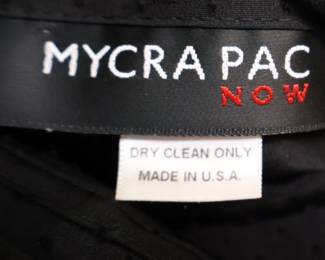 MYCRA PAC
NOW
DRY CLEAN ONLY
MADE IN U.S.A.